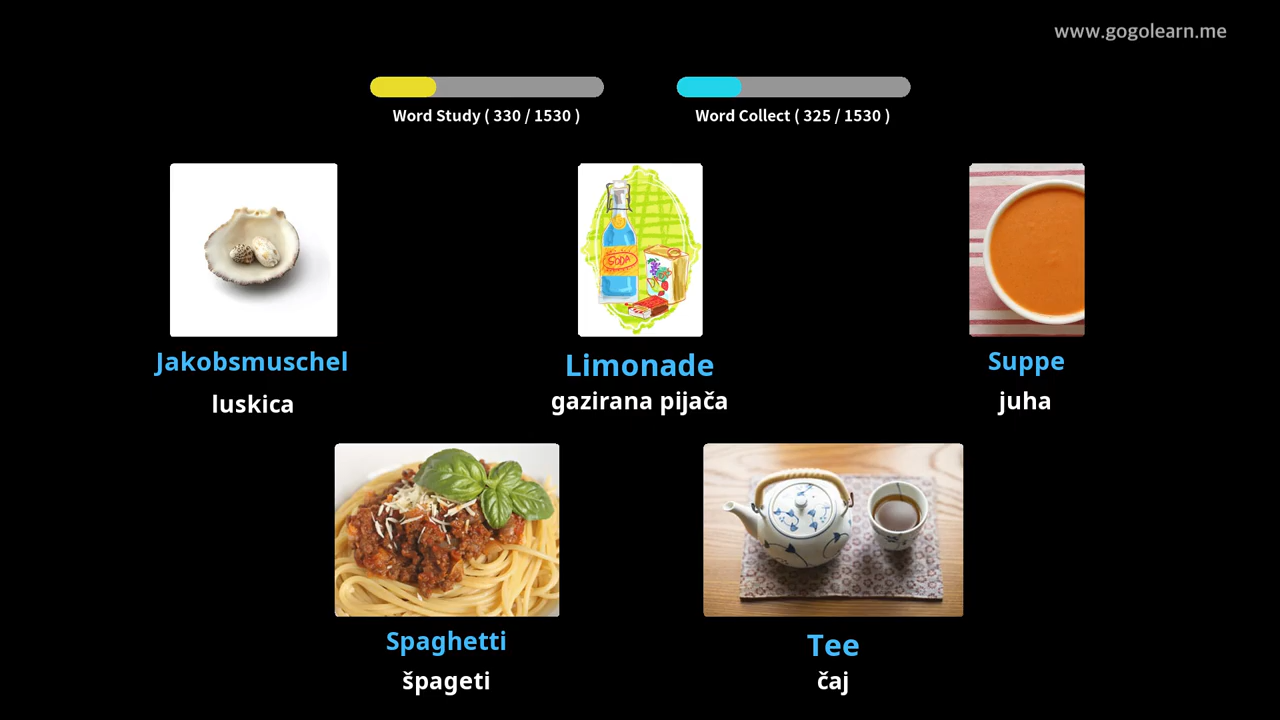 www.gogolearn.me
Word Study ( 330 / 1530 )
Word Collect ( 325 / 1530 )
SODA
Jakobsmuschel
luskica
Limonade
gazirana pijača
Suppe
juha
Spaghetti
špageti
Tee
čaj